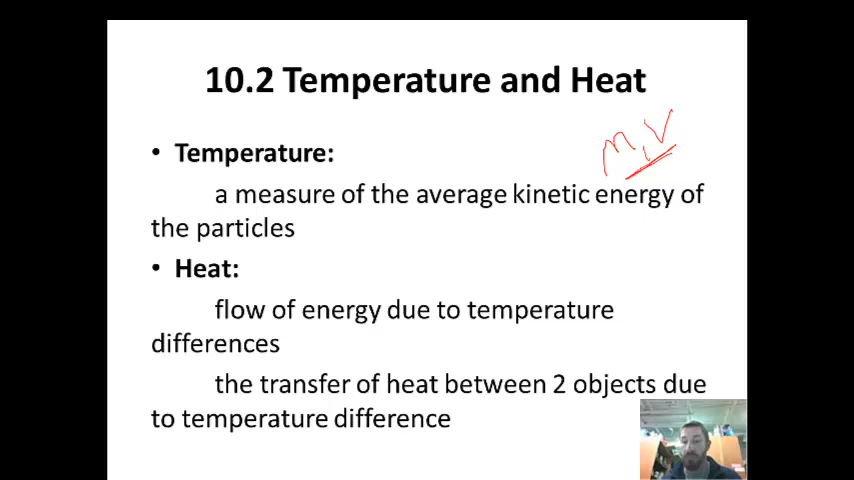 10.2 Temperature and Heat
M, V
• Temperature:
a measure of the average kinetic energy of
the particles
• Heat:
flow of energy due to temperature
differences
the transfer of heat between 2 objects due
to temperature difference